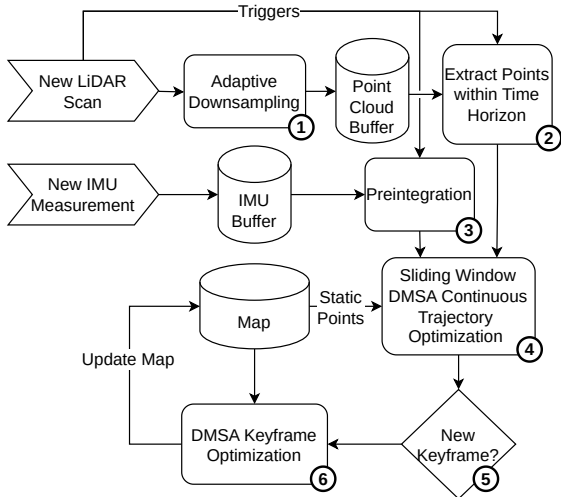 Triggers
New LiDAR
Scan
Adaptive
Downsampling
1
Point
Cloud
Buffer
Extract Points
within Time
Horizon
2
New IMU
Measurement
IMU
Buffer
Preintegration
3
Map
Static
Points
Sliding Window
DMSA Continuous
Trajectory
Optimization
4
Update Map
DMSA Keyframe
Optimization
6
New
Keyframe?
5